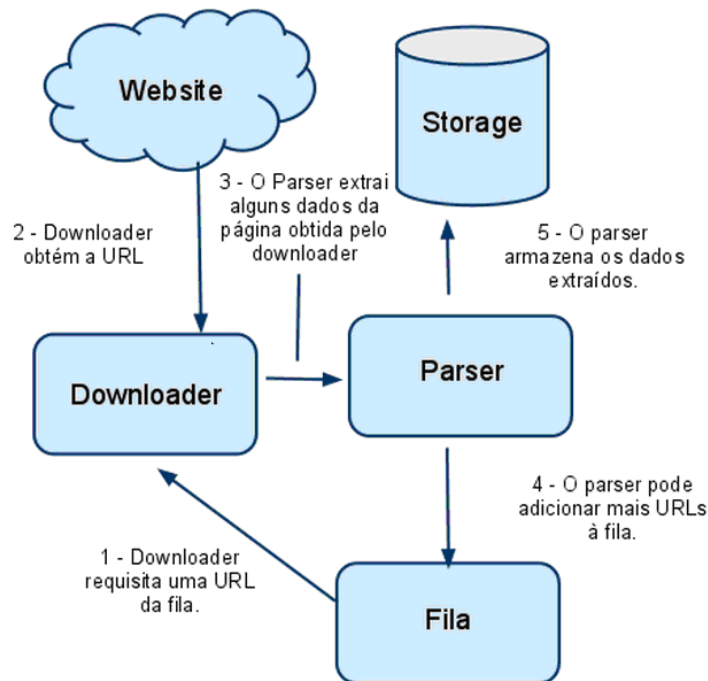 Website
Storage
3 - O Parser extrai
alguns dados da
página obtida pelo
downloader
2 - Downloader
obtém a URL
5 - O parser
armazena os dados
extraídos.
Downloader
Parser
4 - O parser pode
adicionar mais URLs
à fila.
1 - Downloader
requisita uma URL
da fila.
Fila